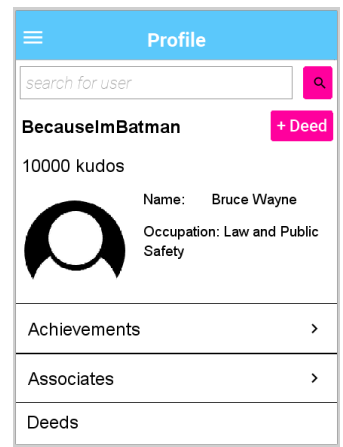 Profile
search for user
BecauseImBatman
+ Deed
10000 kudos
Name: Bruce Wayne
Occupation: Law and Public
Safety
Achievements
Associates
Deeds